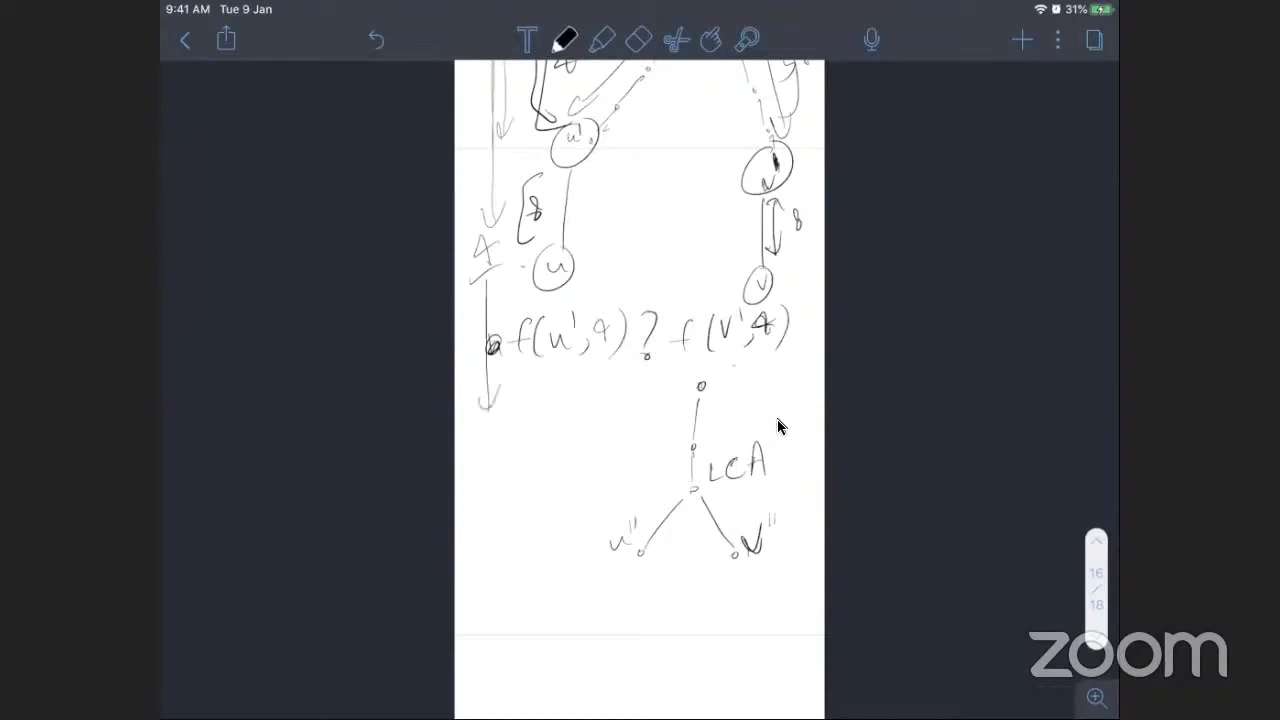 9:41 AM Tue 9 Jan
31%
u'
8
8
4
u
v
f(u',4) ? f(v',4)
LCA
u''
v''
16
/
18
zoom